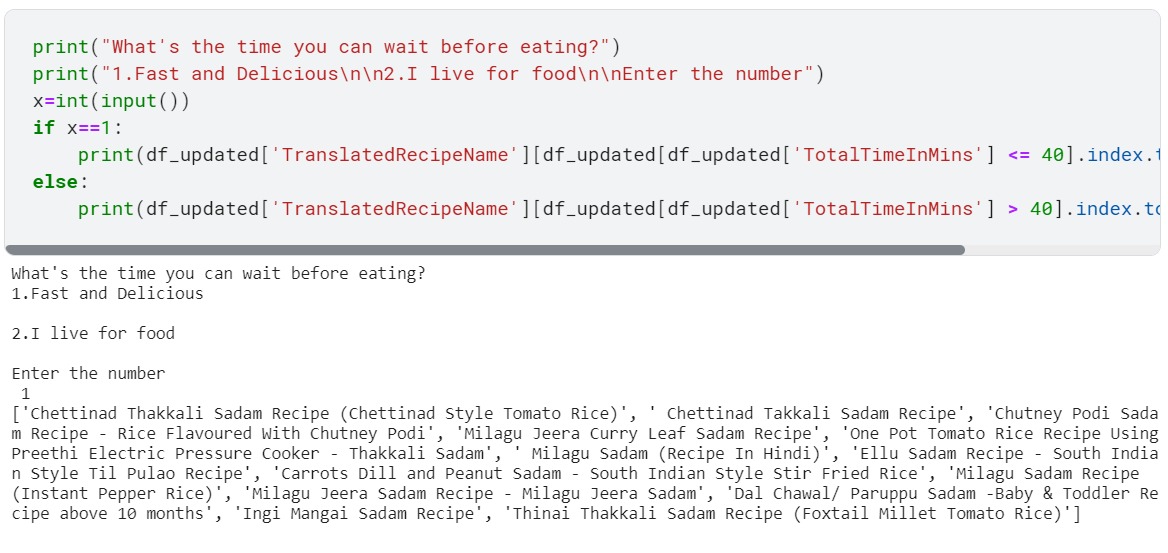 print("What's the time you can wait before eating?")
print("1.Fast and Delicious\n\n2.I live for food\n\nEnter the number")
x=int(input())
if x==1:
    print(df_updated['TranslatedRecipeName'][df_updated[df_updated['TotalTimeInMins'] <= 40].index.t
else:
    print(df_updated['TranslatedRecipeName'][df_updated[df_updated['TotalTimeInMins'] > 40].index.to
What's the time you can wait before eating?
1.Fast and Delicious
2.I live for food
Enter the number
1
['Chettinad Thakkali Sadam Recipe (Chettinad Style Tomato Rice)', ' Chettinad Takkali Sadam Recipe', 'Chutney Podi Sada
m Recipe - Rice Flavoured With Chutney Podi', 'Milagu Jeera Curry Leaf Sadam Recipe', 'One Pot Tomato Rice Recipe Using
Preethi Electric Pressure Cooker - Thakkali Sadam', ' Milagu Sadam (Recipe In Hindi)', 'Ellu Sadam Recipe - South India
n Style Til Pulao Recipe', 'Carrots Dill and Peanut Sadam - South Indian Style Stir Fried Rice', 'Milagu Sadam Recipe
(Instant Pepper Rice)', 'Milagu Jeera Sadam Recipe - Milagu Jeera Sadam', 'Dal Chawal/ Paruppu Sadam -Baby & Toddler Re
cipe above 10 months', 'Ingi Mangai Sadam Recipe', 'Thinai Thakkali Sadam Recipe (Foxtail Millet Tomato Rice)']